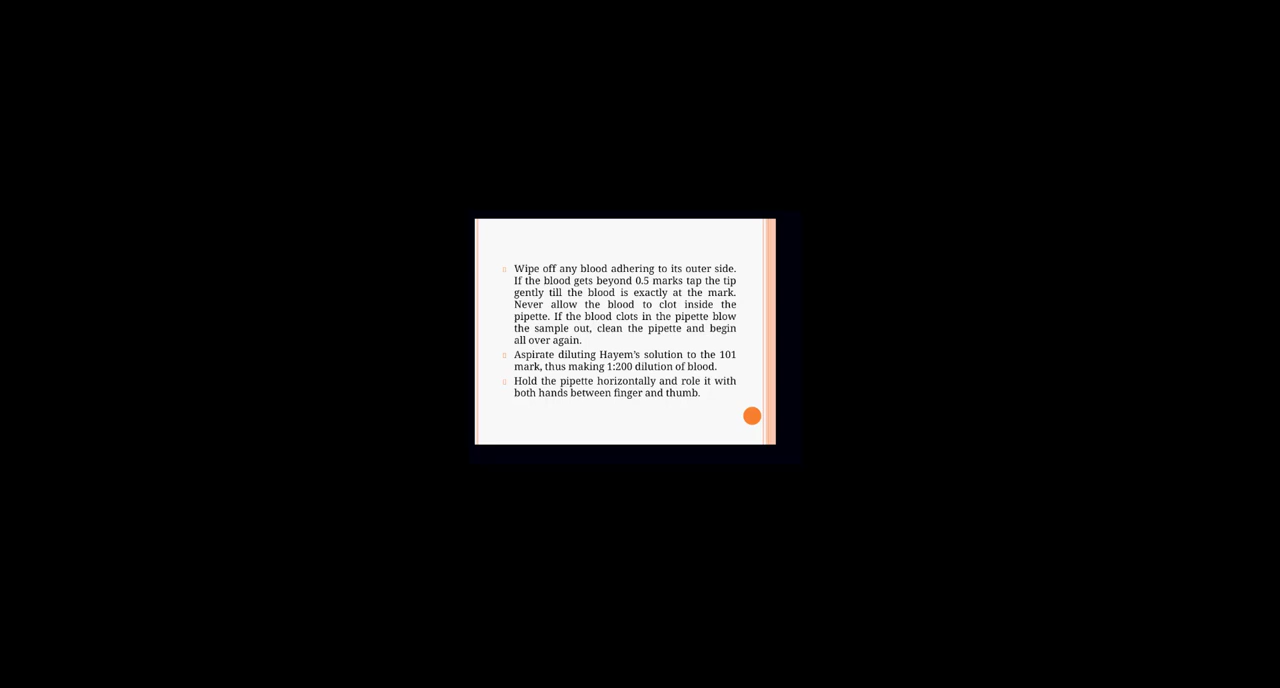 Wipe off any blood adhering to its outer side.
If the blood gets beyond 0.5 marks tap the tip
gently till the blood is exactly at the mark.
Never allow the blood to clot inside the
pipette. If the blood clots in the pipette blow
the sample out, clean the pipette and begin
all over again.
Aspirate diluting Hayem’s solution to the 101
mark, thus making 1:200 dilution of blood.
Hold the pipette horizontally and role it with
both hands between finger and thumb.